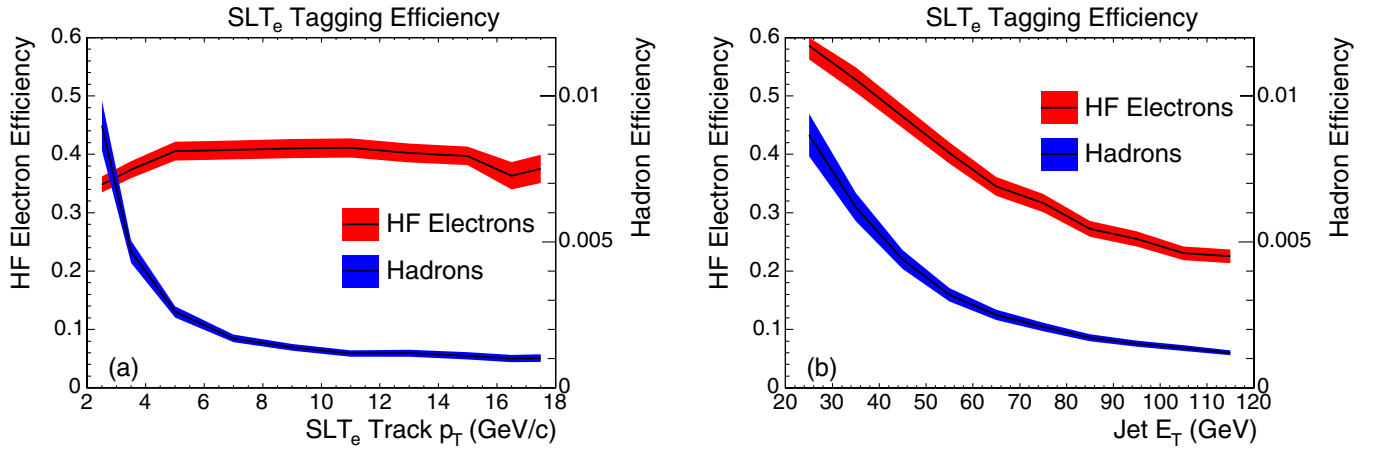 SLTe Tagging Efficiency
HF Electron Efficiency
Hadron Efficiency
0.6
0.5
0.4
0.3
0.2
0.1
0
0.01
0.005
0
HF Electrons
Hadrons
(a)
2 4 6 8 10 12 14 16 18
SLTe Track pT (GeV/c)
SLTe Tagging Efficiency
HF Electron Efficiency
Hadron Efficiency
0.6
0.5
0.4
0.3
0.2
0.1
0
0.01
0.005
0
HF Electrons
Hadrons
(b)
20 30 40 50 60 70 80 90 100 110 120
Jet ET (GeV)